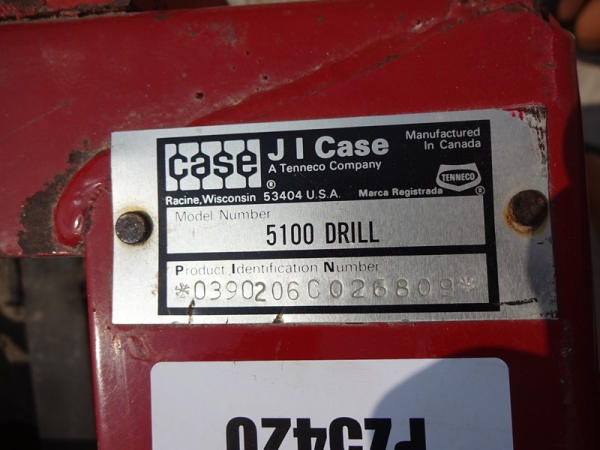 case
®
J I Case
A Tenneco Company
Manufactured
In Canada
TENNECO
®
Racine, Wisconsin 53404 U.S.A.
Marca Registrada
Model Number
5100 DRILL
Product Identification Number
*0390206C026809*
PZ5420